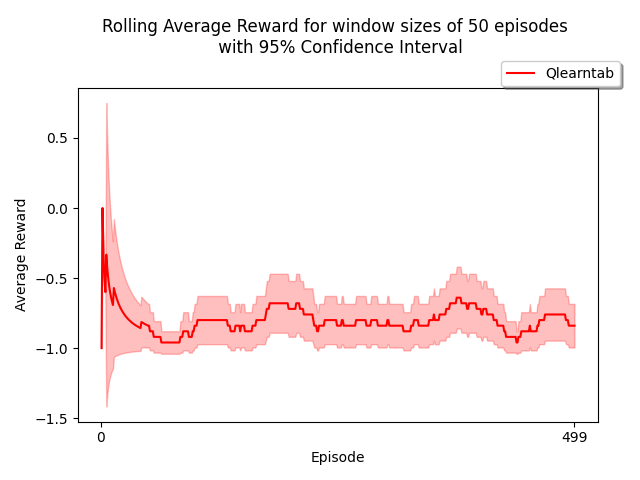 Rolling Average Reward for window sizes of 50 episodes
with 95% Confidence Interval
Qlearntab
0.5
0.0
−0.5
−1.0
−1.5
Average Reward
0 499
Episode